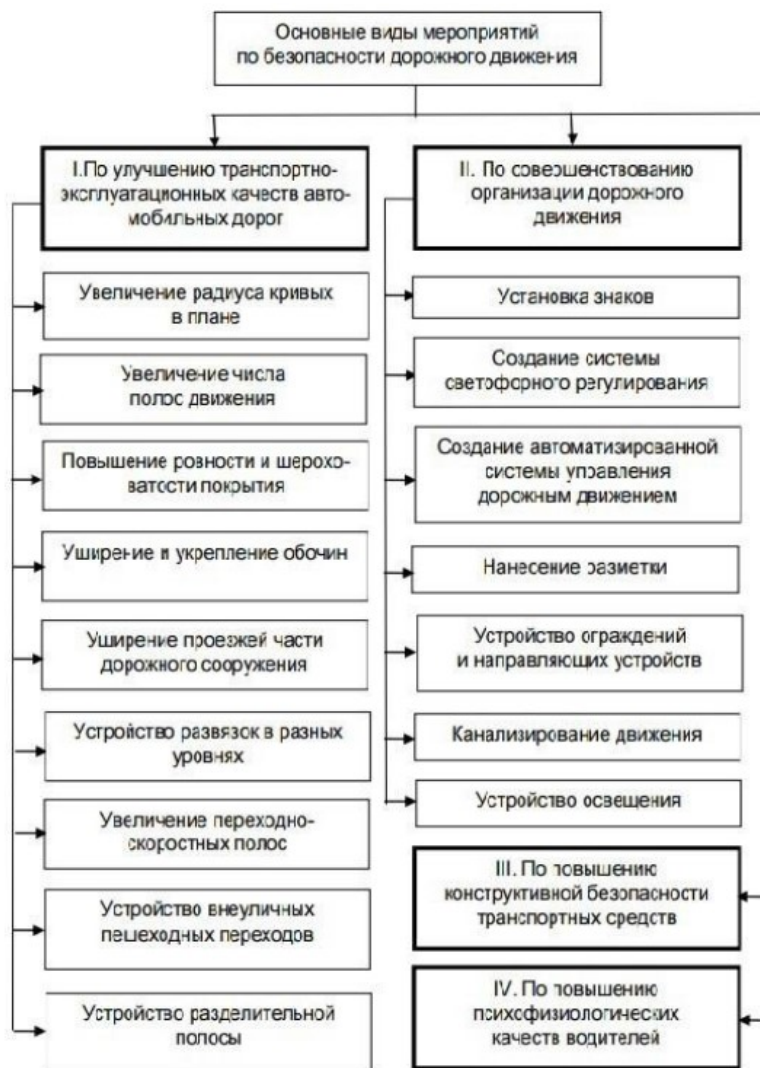 Основные виды мероприятий
по безопасности дорожного движения
I.По улучшению транспортно-
эксплуатационных качеств авто-
мобильных дорог
Увеличение радиуса кривых
в плане
Увеличение числа
полос движения
Повышение ровности и шерохо-
ватости покрытия
Уширение и укрепление обочин
Уширение проезжей части
дорожного сооружения
Устройство развязок в разных
уровнях
Увеличение переходно-
скоростных полос
Устройство внеуличных
пешеходных переходов
Устройство разделительной
полосы
II. По совершенствованию
организации дорожного
движения
Установка знаков
Создание системы
светофорного регулирования
Создание автоматизированной
системы управления
дорожным движением
Нанесение разметки
Устройство ограждений
и направляющих устройств
Канализирование движения
Устройство освещения
III. По повышению
конструктивной безопасности
транспортных средств
IV. По повышению
психофизиологических
качеств водителей